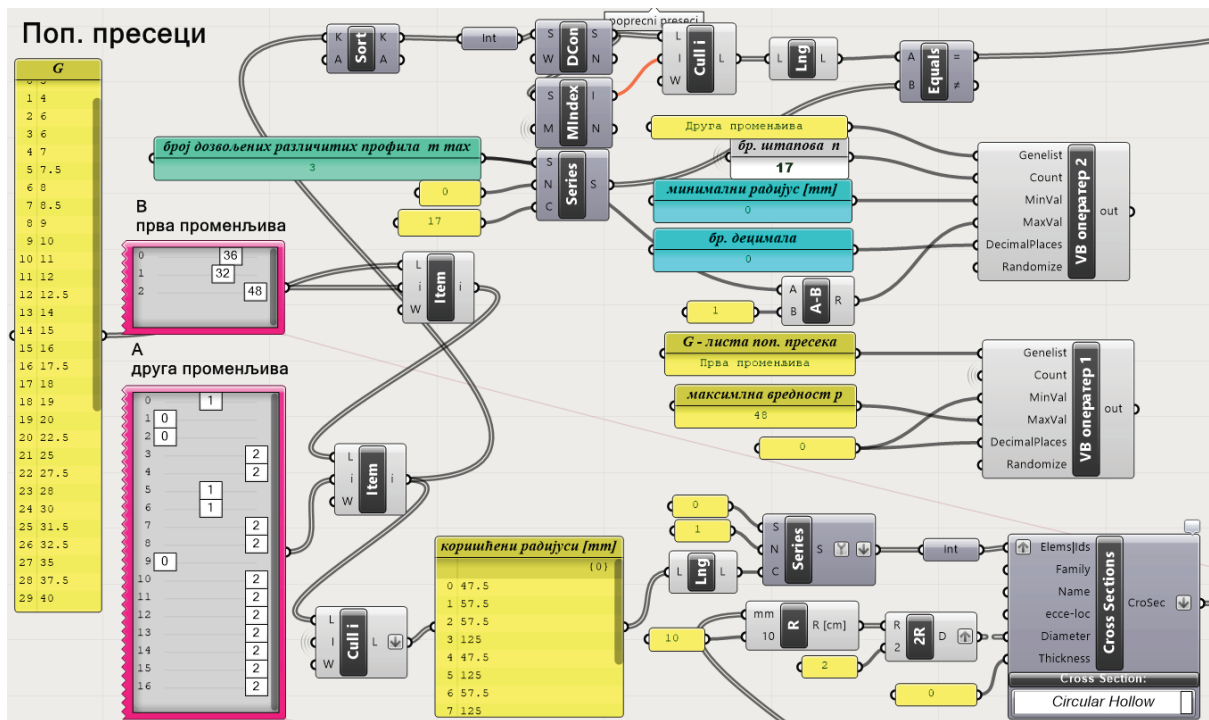 Поп. пресеци
G
0 3
1 4
2 6
3 6
4 7
5 7.5
6 8
7 8.5
8 9
9 10
10 11
11 12
12 12.5
13 14
14 15
15 16
16 17.5
17 18
18 19
19 20
20 22.5
21 25
22 27.5
23 28
24 30
25 31.5
26 32.5
27 35
28 37.5
29 40
B
прва променљива
0 36
1 32
2 48
A
друга променљива
0 1
1 0
2 0
3 2
4 2
5 1
6 1
7 2
8 2
9 0
10 2
11 2
12 2
13 2
14 2
15 2
16 2
K A Sort K A
Int
poprecni preseci
S W DCon S N
S M MIndex I N
L I W Cull i L
L Lng L
A B Equals = ≠
број дозвољених различитих профила m max
3
0
17
S N C Series S
Друга променљива
бр. штапова n
17
минимални радијус [mm]
0
бр. децимала
0
1
A B A-B R
Genelist
Count
MinVal
MaxVal
DecimalPlaces
Randomize
VB оператер 2
out
L i W Item i
G - листа поп. пресека
Прва променљива
максимлна вредност p
48
0
Genelist
Count
MinVal
MaxVal
DecimalPlaces
Randomize
VB оператер 1
out
L i W Item i
L I W Cull i L
коришћени радијуси [mm]
{0}
0 47.5
1 57.5
2 57.5
3 125
4 47.5
5 125
6 57.5
7 125
0
1
L Lng L
S N C Series S
Int
10
mm 10 R R [cm]
2
R 2 2R D
0
Elems|Ids
Family
Name
ecce-loc
Diameter
Thickness
Cross Sections
CroSec
Cross Section:
Circular Hollow